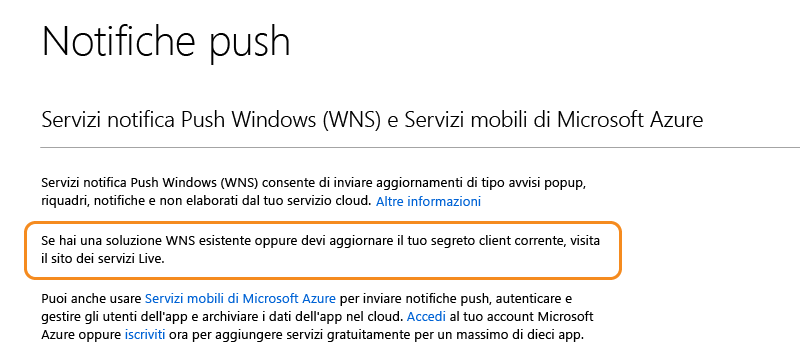 Notifiche push
Servizi notifica Push Windows (WNS) e Servizi mobili di Microsoft Azure
Servizi notifica Push Windows (WNS) consente di inviare aggiornamenti di tipo avvisi popup,
riquadri, notifiche e non elaborati dal tuo servizio cloud. Altre informazioni
Se hai una soluzione WNS esistente oppure devi aggiornare il tuo segreto client corrente, visita
il sito dei servizi Live.
Puoi anche usare Servizi mobili di Microsoft Azure per inviare notifiche push, autenticare e
gestire gli utenti dell'app e archiviare i dati dell'app nel cloud. Accedi al tuo account Microsoft
Azure oppure iscriviti ora per aggiungere servizi gratuitamente per un massimo di dieci app.